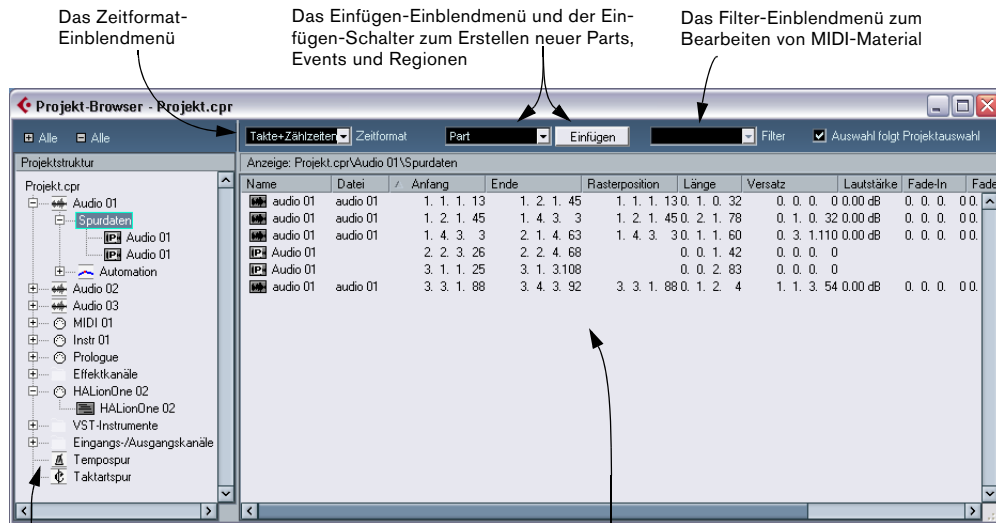 Das Zeitformat-
Einblendmenü
Das Einfügen-Einblendmenü und der Ein-
fügen-Schalter zum Erstellen neuer Parts,
Events und Regionen
Das Filter-Einblendmenü zum
Bearbeiten von MIDI-Material
Projekt-Browser - Projekt.cpr
Alle Alle Takte+Zählzeiten Zeitformat Part Einfügen Filter Auswahl folgt Projektauswahl
Projektstruktur
Anzeige: Projekt.cpr\Audio 01\Spurdaten
Projekt.cpr
Audio 01
Spurdaten
Audio 01
Audio 01
Automation
Audio 02
Audio 03
MIDI 01
Instr 01
Prologue
Effektkanäle
HALionOne 02
HALionOne 02
VST-Instrumente
Eingangs-/Ausgangskanäle
Tempospur
Taktartspur
Name Datei Anfang Ende Rasterposition Länge Versatz Lautstärke Fade-In Fade
audio 01 audio 01 1. 1. 1. 13 1. 2. 1. 45 1. 1. 1. 13 0. 1. 0. 32 0. 0. 0. 0 0.00 dB 0. 0. 0. 0 0.
audio 01 audio 01 1. 2. 1. 45 1. 4. 3. 3 1. 2. 1. 45 0. 2. 1. 78 0. 1. 0. 32 0.00 dB 0. 0. 0. 0 0.
audio 01 audio 01 1. 4. 3. 3 2. 1. 4. 63 1. 4. 3. 3 0. 1. 1. 60 0. 3. 1.110 0.00 dB 0. 0. 0. 0 0.
Audio 01 2. 2. 3. 26 2. 2. 4. 68 0. 0. 1. 42 0. 0. 0. 0
Audio 01 3. 1. 1. 25 3. 1. 3.108 0. 0. 2. 83 0. 0. 0. 0
audio 01 audio 01 3. 3. 1. 88 3. 4. 3. 92 3. 3. 1. 88 0. 1. 2. 4 1. 1. 3. 54 0.00 dB 0. 0. 0. 0 0.